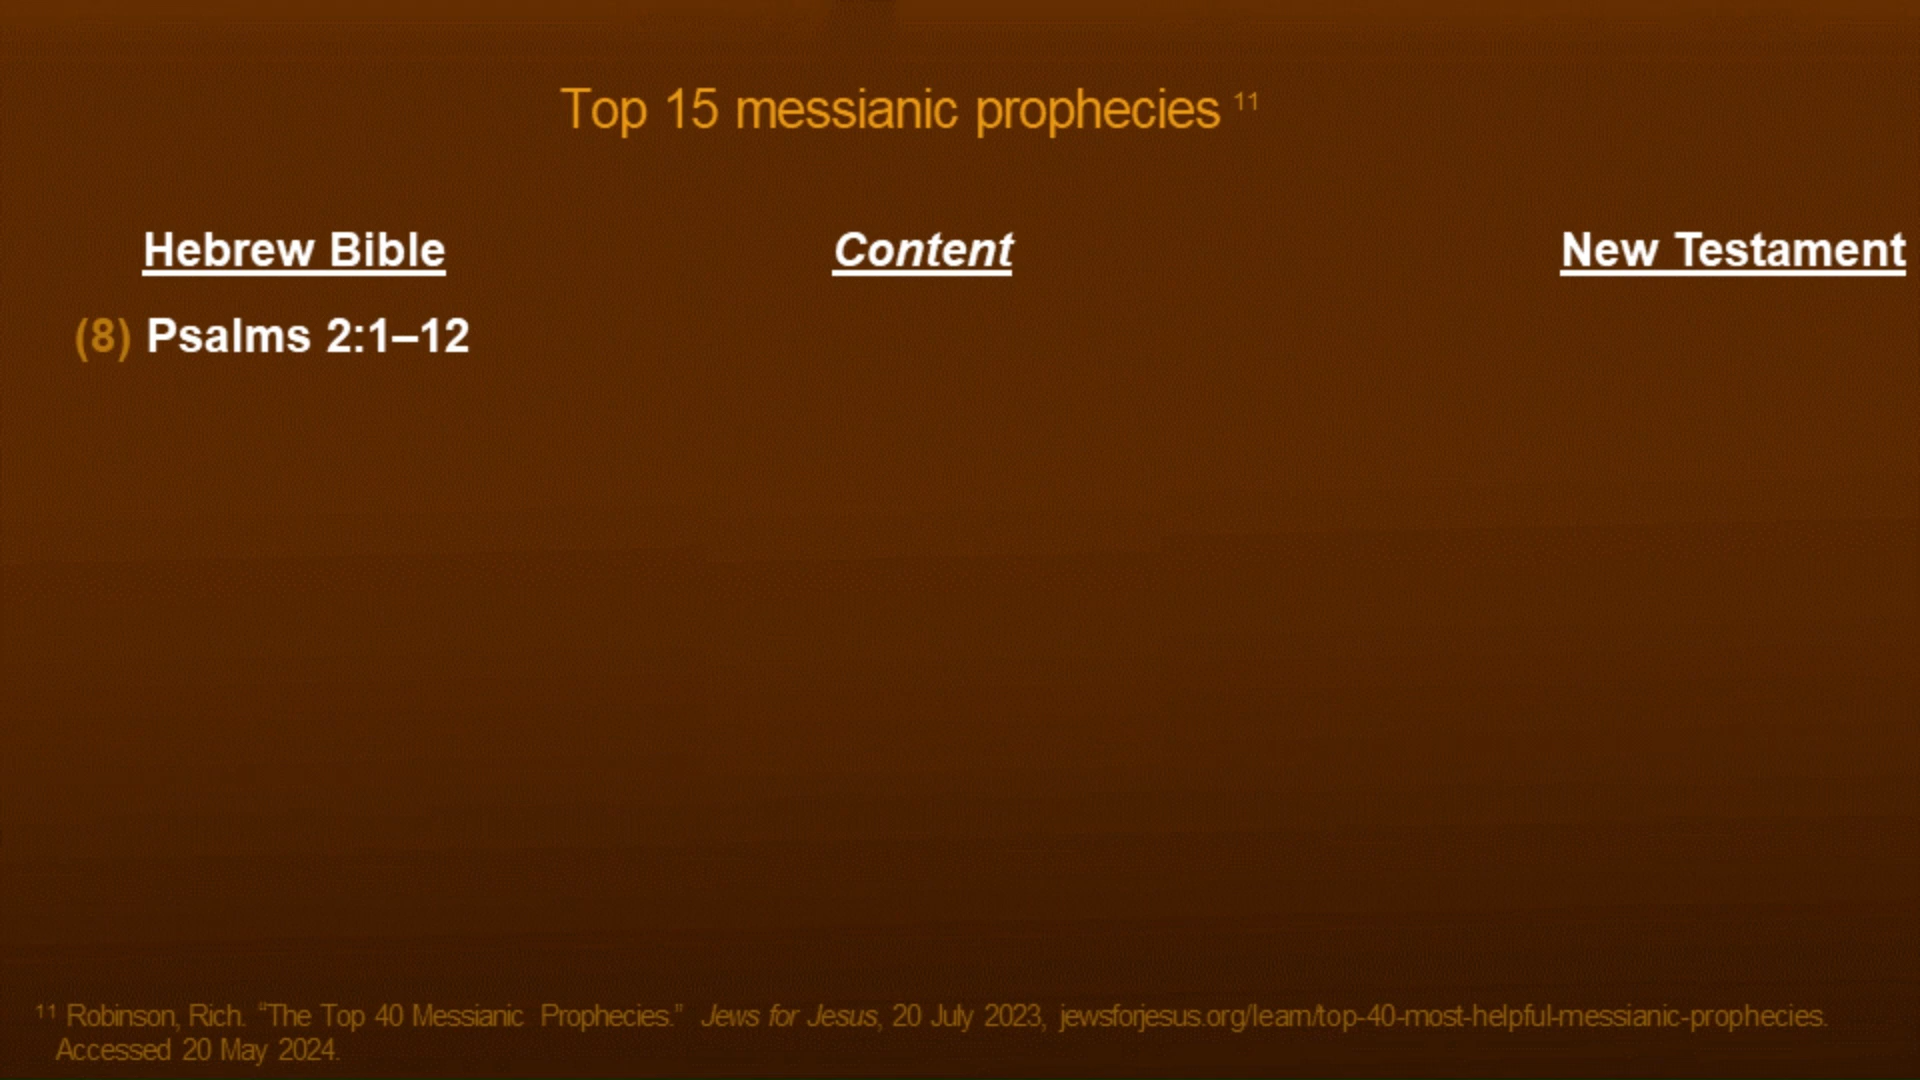 Top 15 messianic prophecies ¹¹
Hebrew Bible Content New Testament
(8) Psalms 2:1–12
¹¹ Robinson, Rich. “The Top 40 Messianic Prophecies.” Jews for Jesus, 20 July 2023, jewsforjesus.org/learn/top-40-most-helpful-messianic-prophecies.
Accessed 20 May 2024.